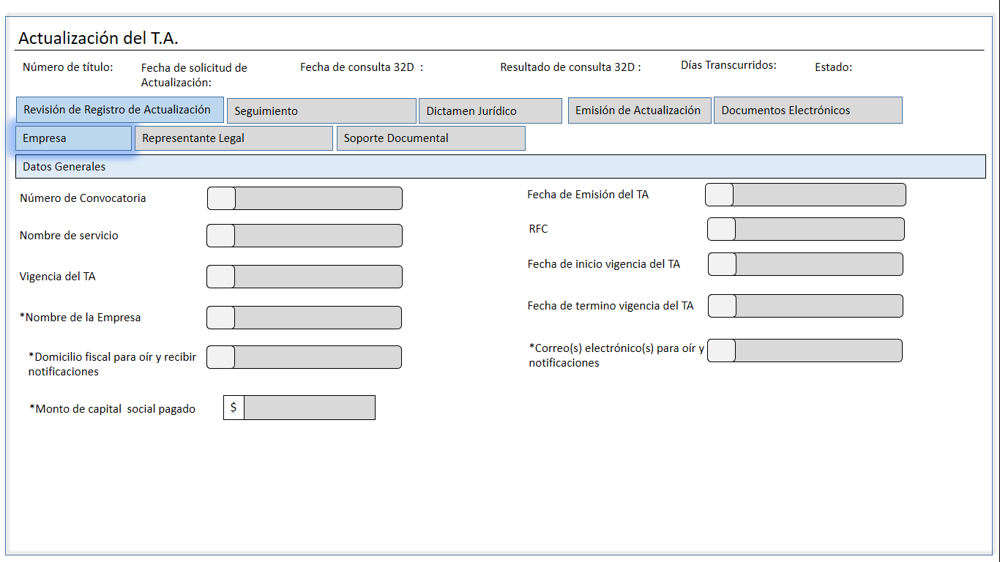 Actualización del T.A.
Número de título:
Fecha de solicitud de
Actualización:
Fecha de consulta 32D  :
Resultado de consulta 32D :
Días Transcurridos:
Estado:
Revisión de Registro de Actualización
Seguimiento
Dictamen Jurídico
Emisión de Actualización
Documentos Electrónicos
Empresa
Representante Legal
Soporte Documental
Datos Generales
Número de Convocatoria
Fecha de Emisión del TA
Nombre de servicio
RFC
Vigencia del TA
Fecha de inicio vigencia del TA
*Nombre de la Empresa
Fecha de termino vigencia del TA
*Domicilio fiscal para oír y recibir
notificaciones
*Correo(s) electrónico(s) para oír y
notificaciones
*Monto de capital  social pagado
$